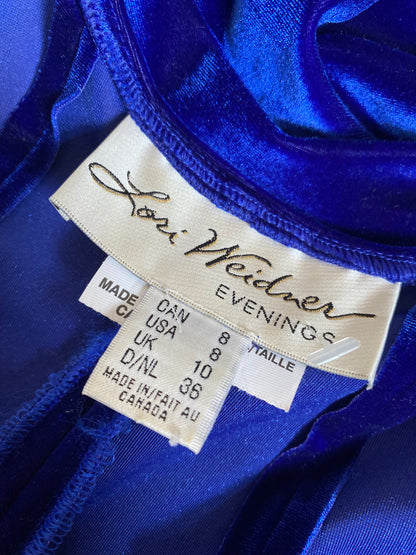 Lori Weidner
EVENINGS
MADE
/TAILLE
CAN 8
USA 8
UK 10
D/NL 36
MADE IN/FAIT AU
CANADA